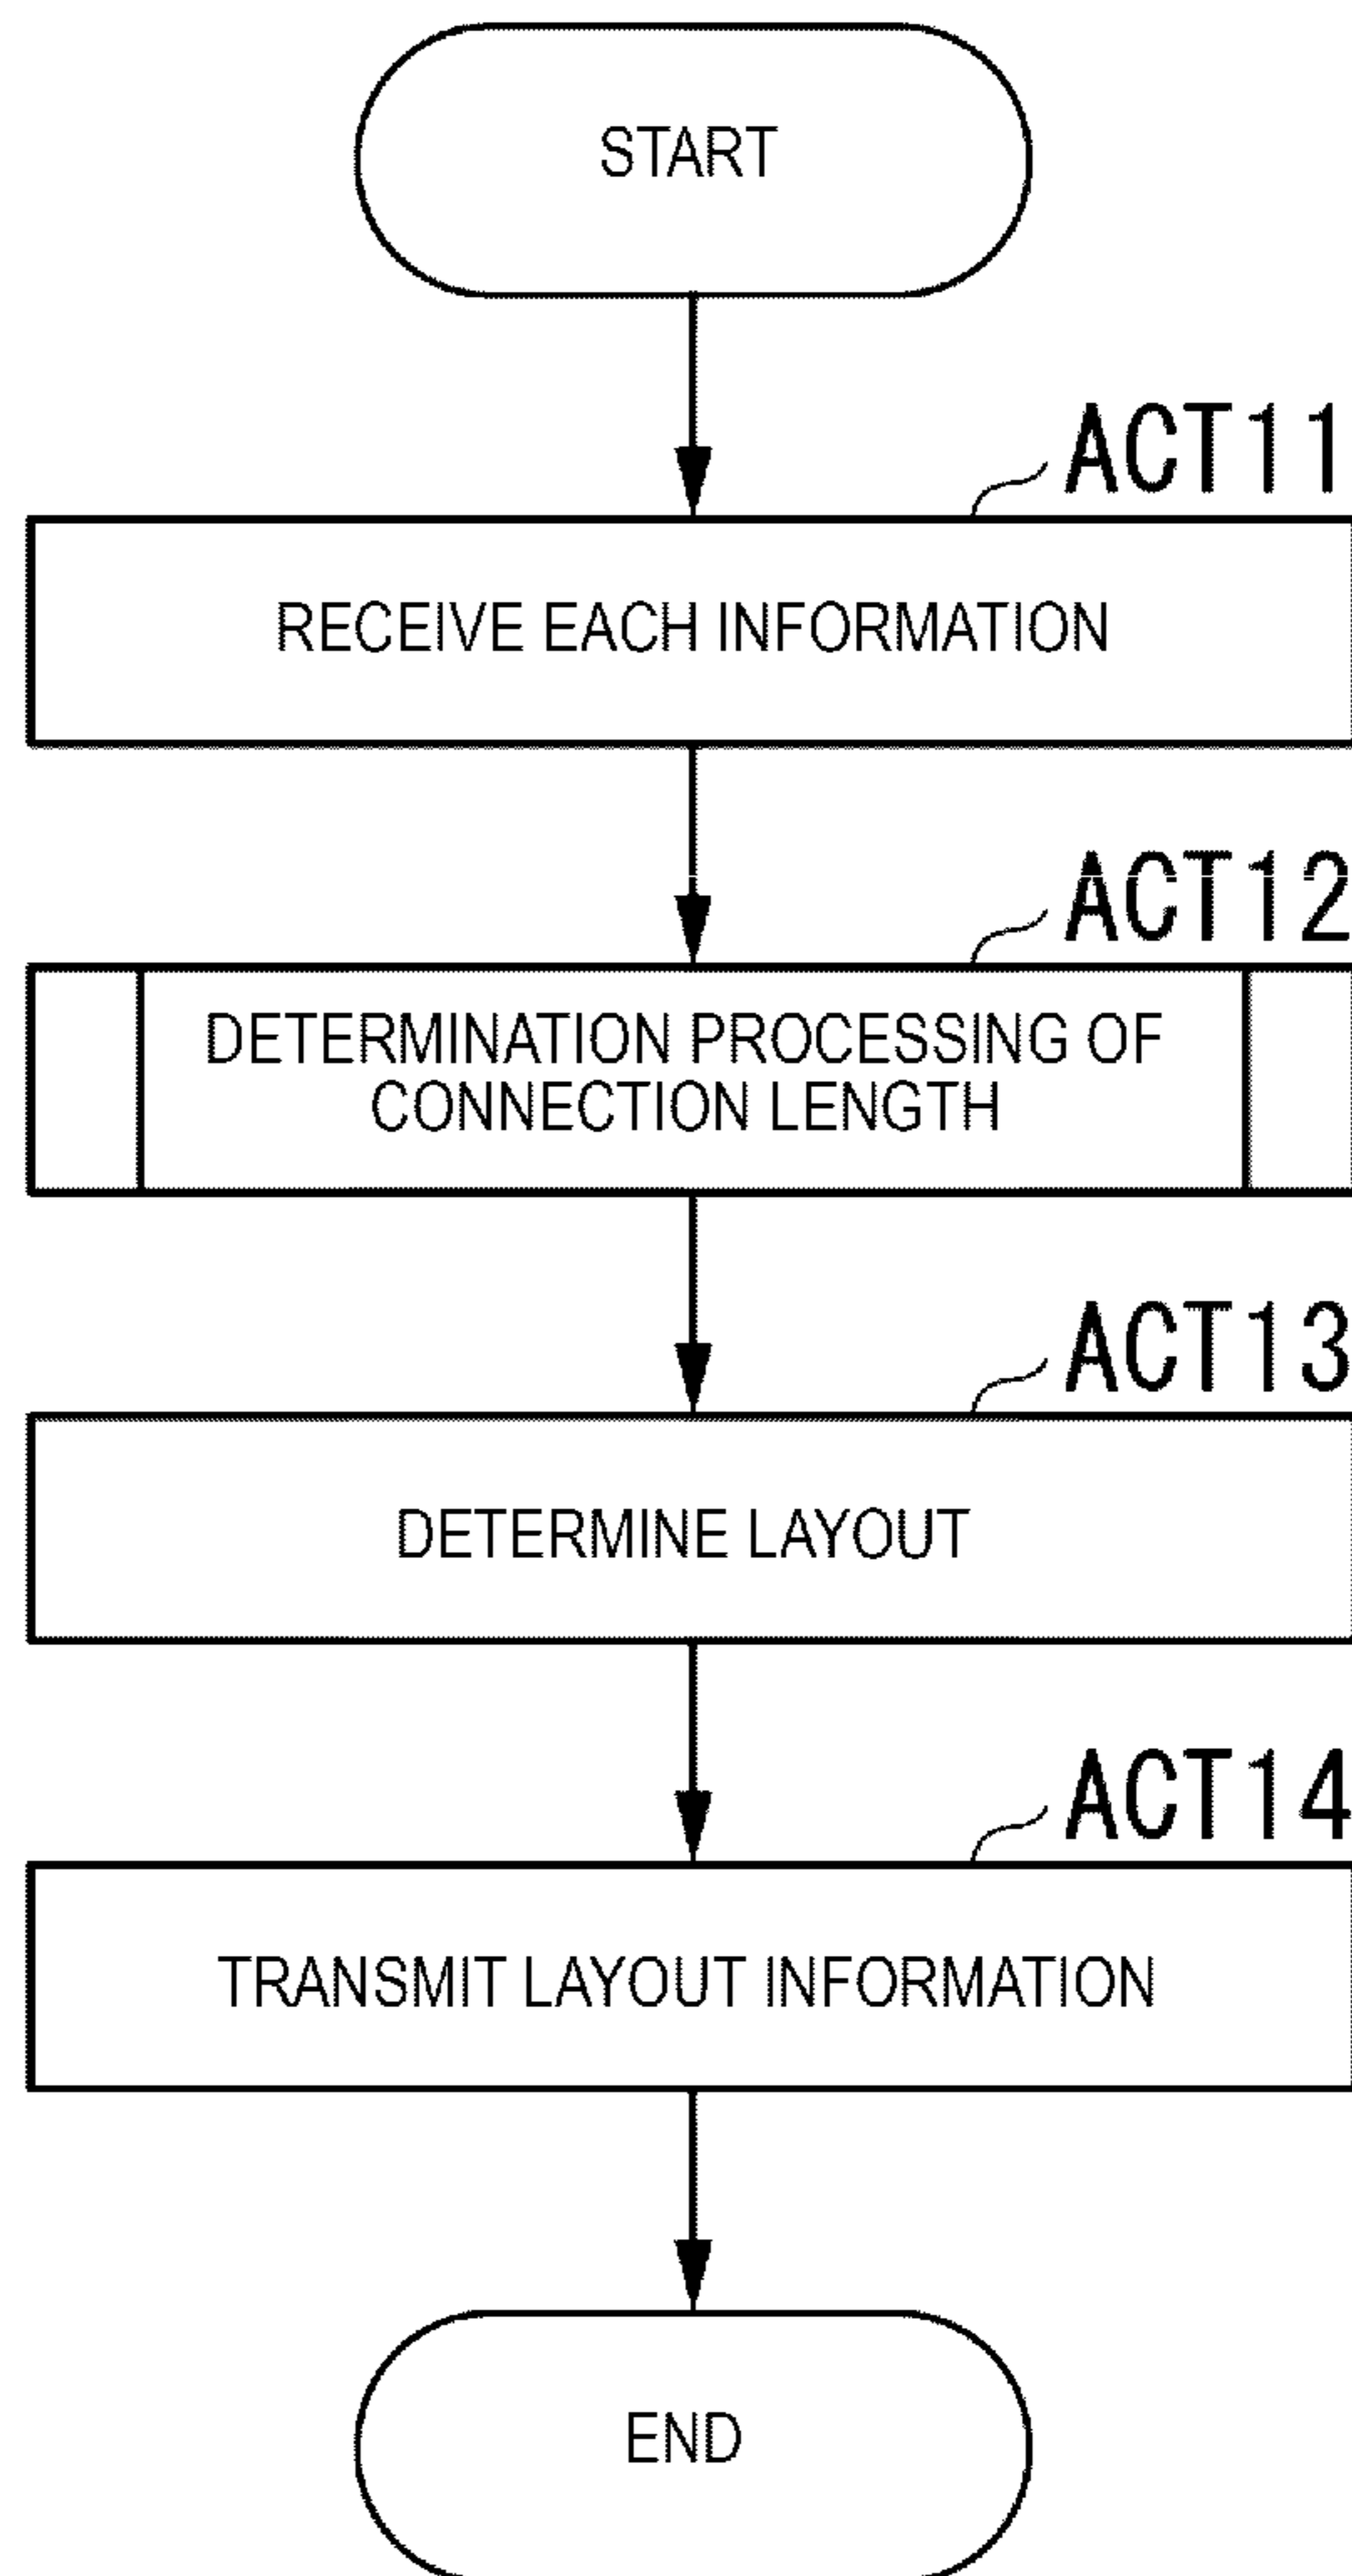 START
ACT11
RECEIVE EACH INFORMATION
ACT12
DETERMINATION PROCESSING OF
CONNECTION LENGTH
ACT13
DETERMINE LAYOUT
ACT14
TRANSMIT LAYOUT INFORMATION
END